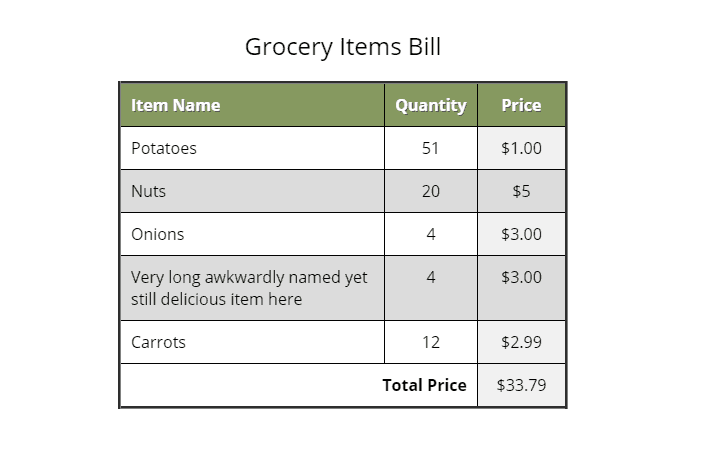 Grocery Items Bill
Item Name Quantity Price
Potatoes 51 $1.00
Nuts 20 $5
Onions 4 $3.00
Very long awkwardly named yet 4 $3.00
still delicious item here
Carrots 12 $2.99
Total Price $33.79